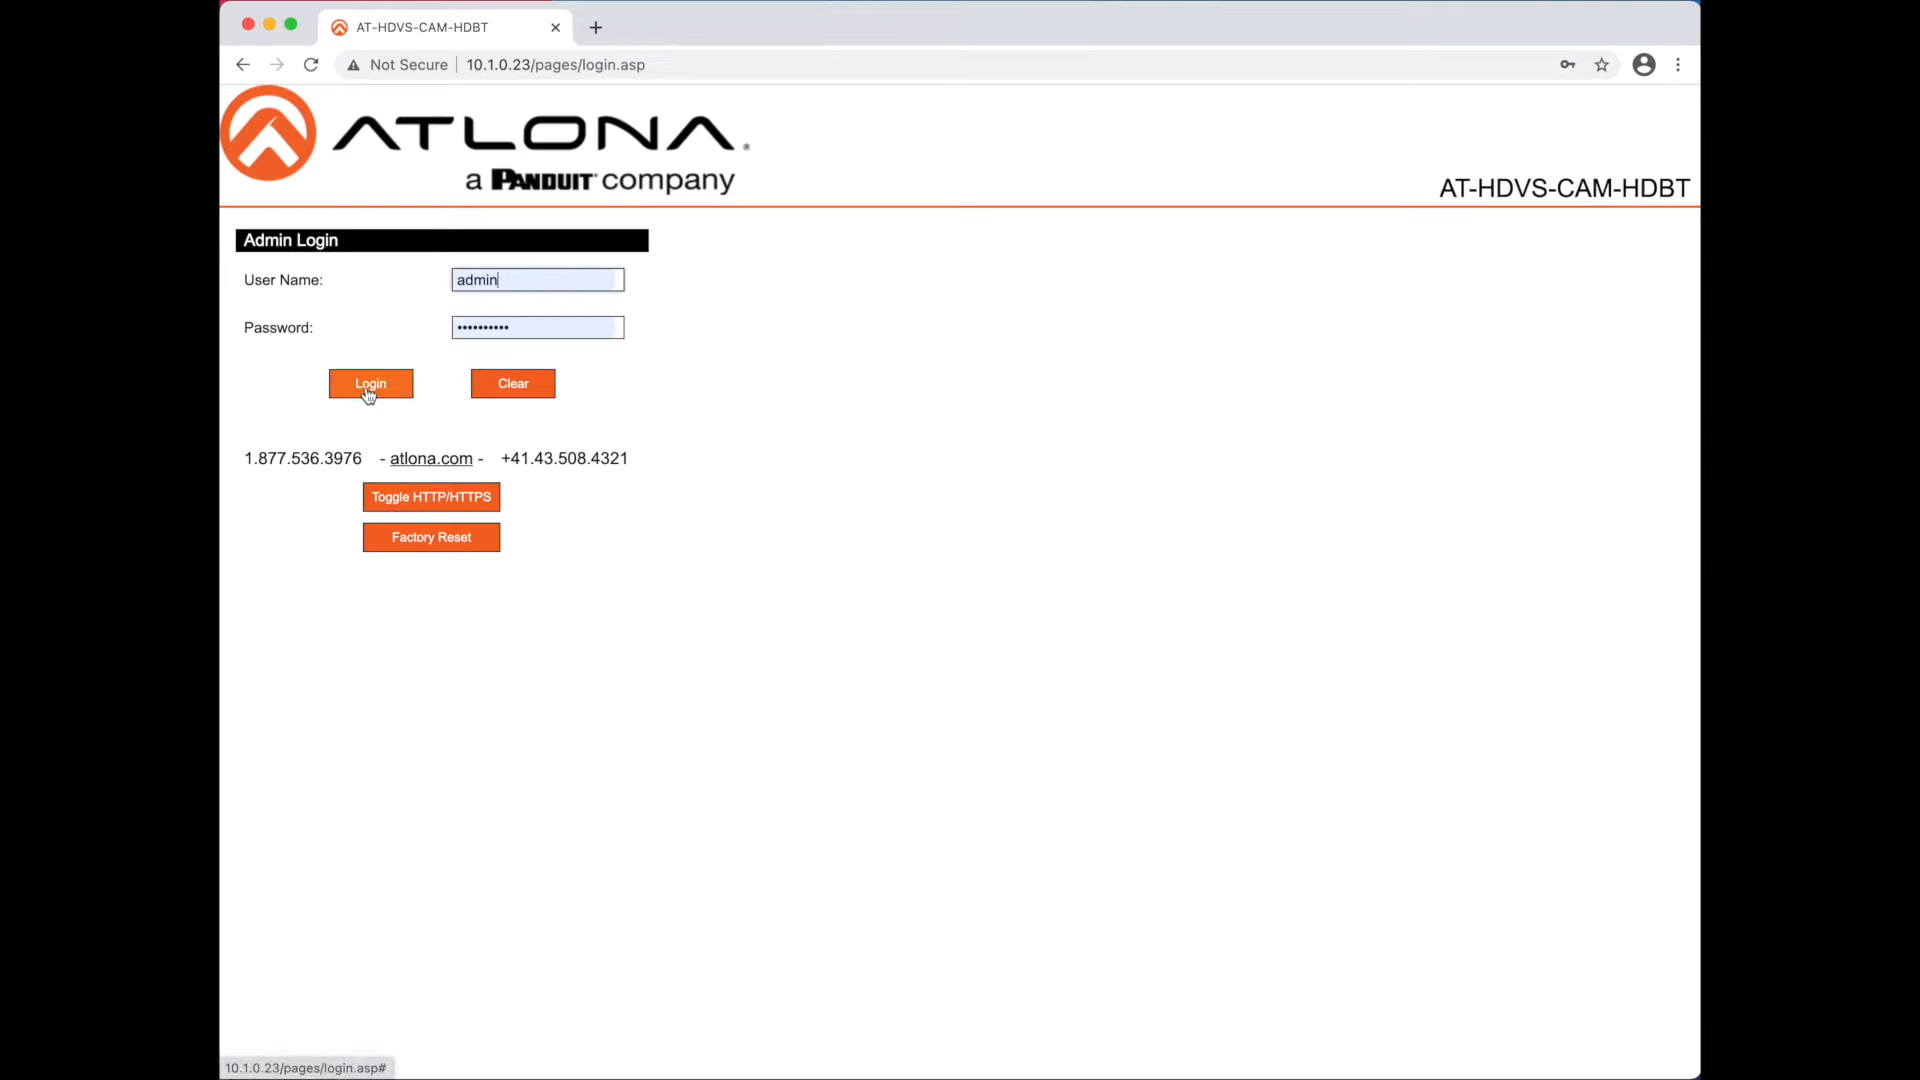 AT-HDVS-CAM-HDBT
Not Secure 10.1.0.23/pages/login.asp
ATLONA®
a PANDUIT company
AT-HDVS-CAM-HDBT
Admin Login
User Name: admin
Password: ••••••••••
Login Clear
1.877.536.3976 - atlona.com - +41.43.508.4321
Toggle HTTP/HTTPS
Factory Reset
10.1.0.23/pages/login.asp#